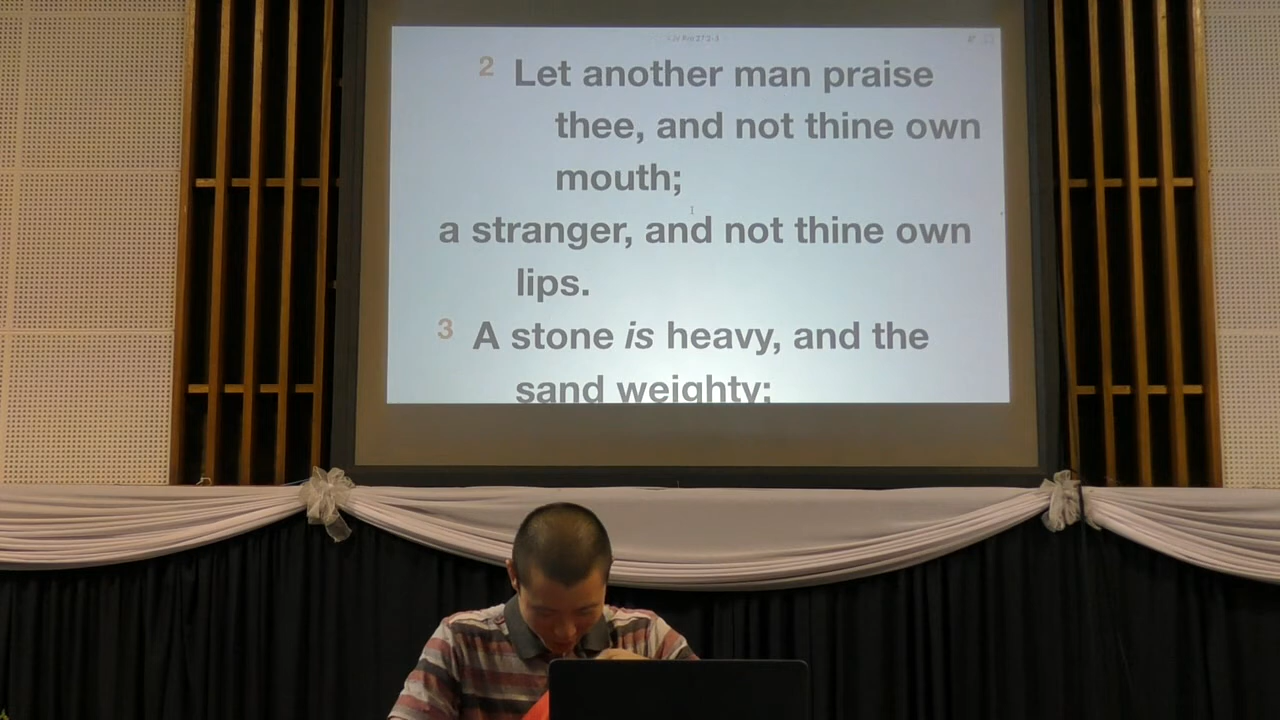 2 Let another man praise
thee, and not thine own
mouth;
a stranger, and not thine own
lips.
3 A stone is heavy, and the
sand weighty;